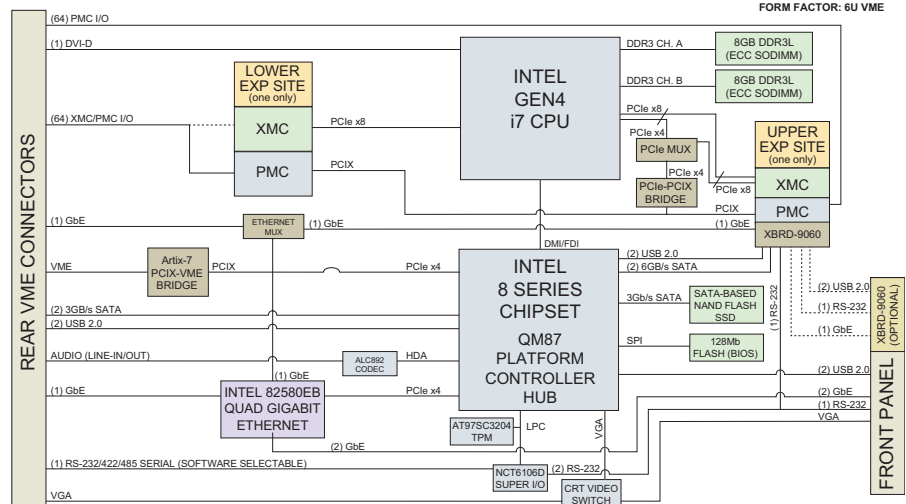 FORM FACTOR: 6U VME
REAR VME CONNECTORS
(64) PMC I/O
(1) DVI-D
LOWER
EXP SITE
(one only)
XMC
PMC
(64) XMC/PMC I/O
PCIe x8
PCIX
INTEL
GEN4
i7 CPU
DDR3 CH. A
8GB DDR3L
(ECC SODIMM)
DDR3 CH. B
8GB DDR3L
(ECC SODIMM)
PCIe x8
PCIe x4
PCIe MUX
PCIe x4
PCIe x8
PCIe-PCIX
BRIDGE
UPPER
EXP SITE
(one only)
XMC
PMC
XBRD-9060
PCIX
(1) GbE
(1) GbE
ETHERNET
MUX
(1) GbE
DMI/FDI
VME
Artix-7
PCIX-VME
BRIDGE
PCIX
PCIe x4
INTEL
8 SERIES
CHIPSET
QM87
PLATFORM
CONTROLLER
HUB
(2) USB 2.0
(2) 6GB/s SATA
3Gb/s SATA
SATA-BASED
NAND FLASH
SSD
SPI
128Mb
FLASH (BIOS)
(1) RS-232
(2) USB 2.0
(1) RS-232
(1) GbE
XBRD-9060
(OPTIONAL)
(2) 3GB/s SATA
(2) USB 2.0
AUDIO (LINE-IN/OUT)
ALC892
CODEC
HDA
(1) GbE
(1) GbE
INTEL 82580EB
QUAD GIGABIT
ETHERNET
PCIe x4
(2) USB 2.0
(2) GbE
(1) RS-232
VGA
FRONT PANEL
AT97SC3204
TPM
LPC
VGA
(2) GbE
(1) RS-232/422/485 SERIAL (SOFTWARE SELECTABLE)
NCT6106D
SUPER I/O
(2) RS-232
CRT VIDEO
SWITCH
VGA